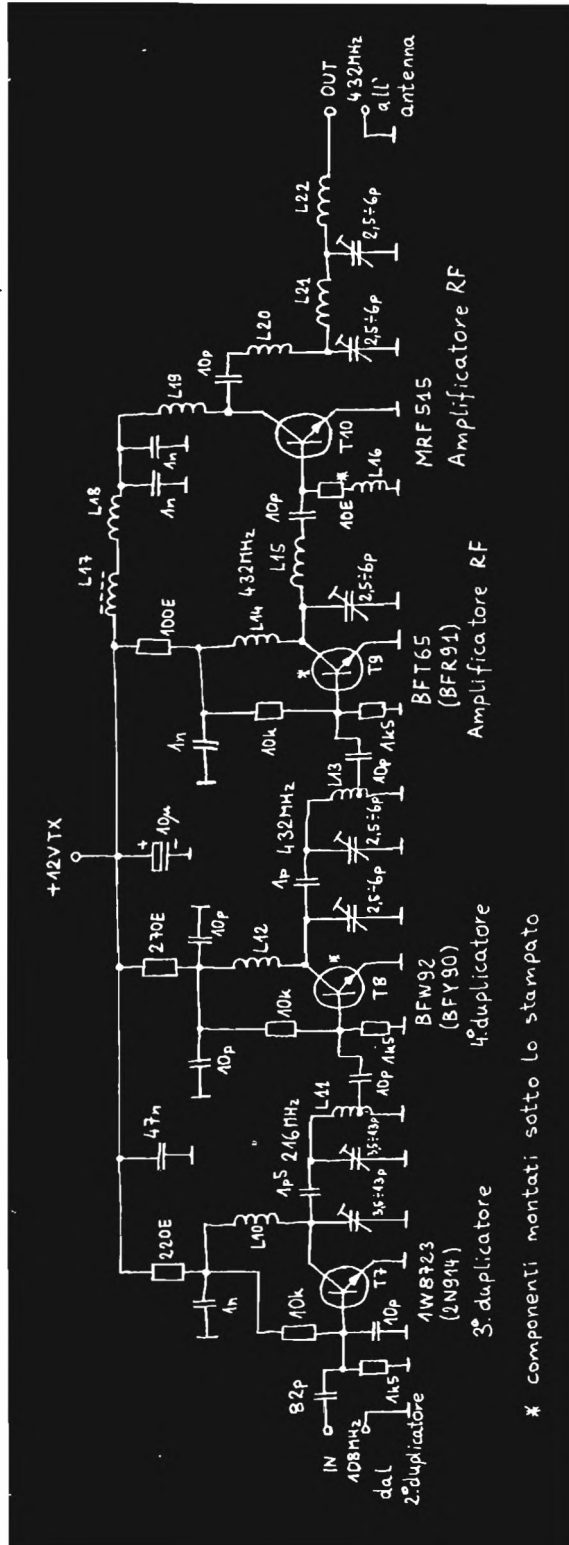 +12VTX
L17
L18
1n
1n
L19
220E
47n
270E
10µ
+
-
100E
1n
L10
10k
10p
10p
L12
10k
1n
10k
L14
432MHz
10p
L20
L21
L22
OUT
432MHz
all'
antenna
216MHz
1p5
L11
1p
432MHz
L13
L15
10p
2,5÷6p
2,5÷6p
82p
IN
108MHz
dal
2°duplicatore
1k5
10p
T7
3,5÷13p
3,5÷13p
10p
1k5
T8
*
2,5÷6p
2,5÷6p
10p
1k5
T9
*
2,5÷6p
10E
*
L16
T10
1W8723
(2N914)
3°duplicatore
BFW92
(BFY90)
4°duplicatore
BFT65
(BFR91)
Amplificatore RF
MRF515
Amplificatore RF
* componenti montati sotto lo stampato